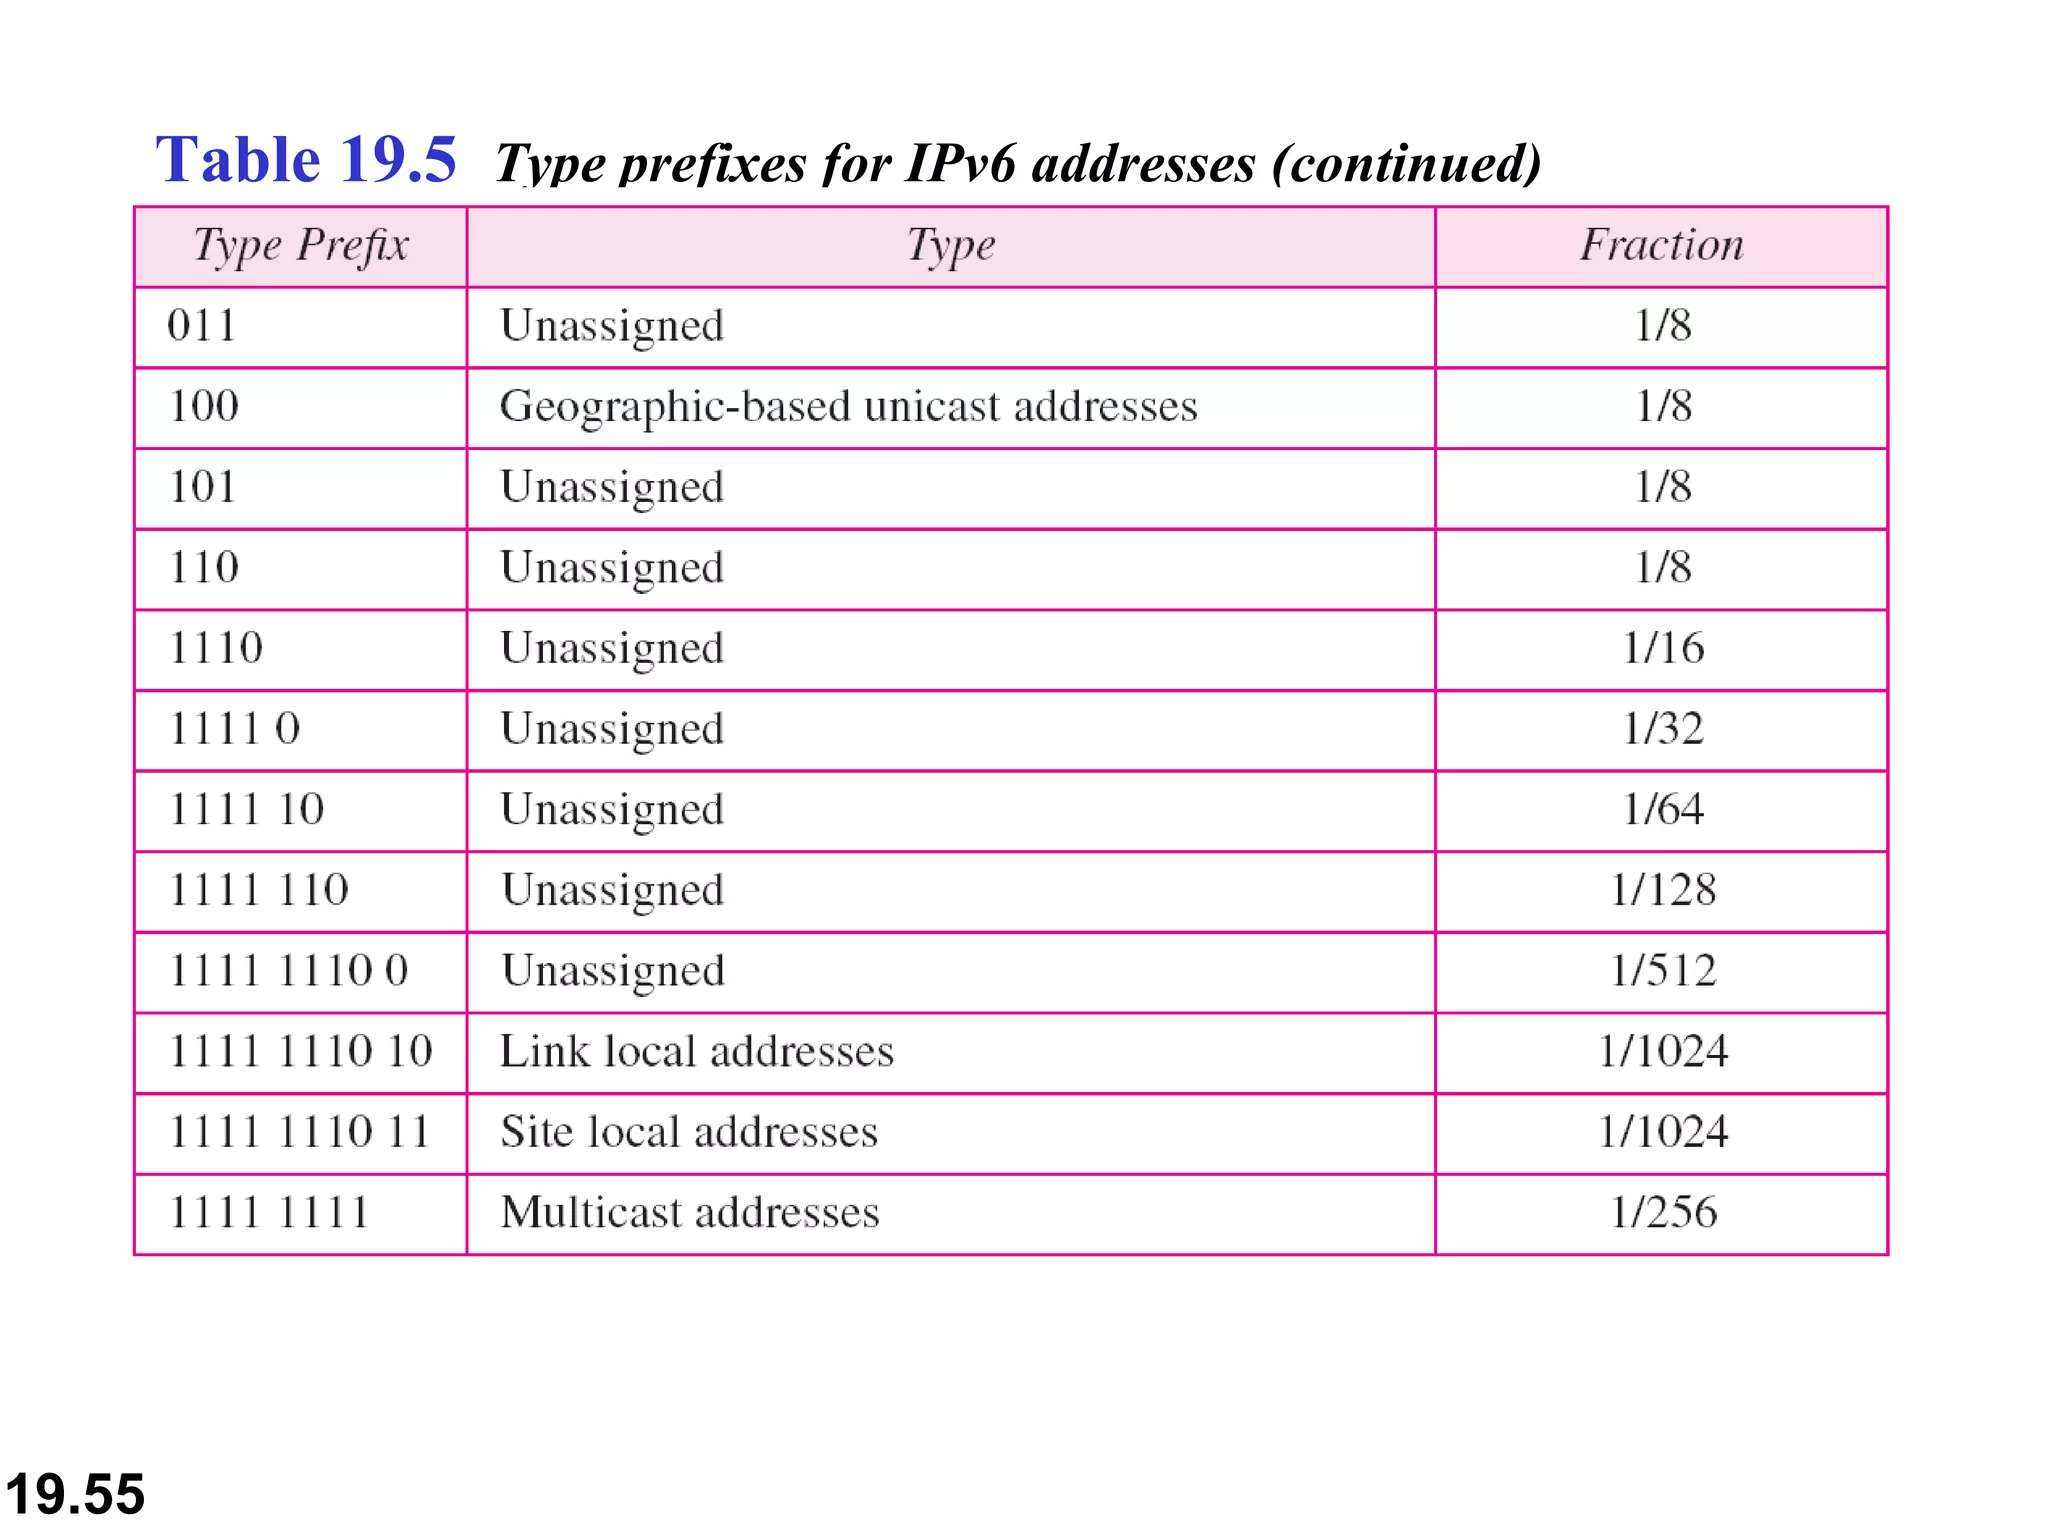 Table 19.5 Type prefixes for IPv6 addresses (continued)
Type Prefix Type Fraction
011 Unassigned 1/8
100 Geographic-based unicast addresses 1/8
101 Unassigned 1/8
110 Unassigned 1/8
1110 Unassigned 1/16
1111 0 Unassigned 1/32
1111 10 Unassigned 1/64
1111 110 Unassigned 1/128
1111 1110 0 Unassigned 1/512
1111 1110 10 Link local addresses 1/1024
1111 1110 11 Site local addresses 1/1024
1111 1111 Multicast addresses 1/256
19.55